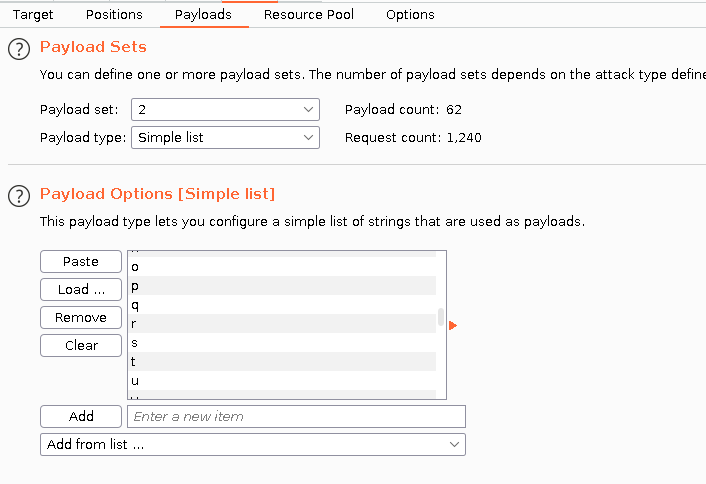 Target Positions Payloads Resource Pool Options
? Payload Sets
You can define one or more payload sets. The number of payload sets depends on the attack type define
Payload set: 2 Payload count: 62
Payload type: Simple list Request count: 1,240
? Payload Options [Simple list]
This payload type lets you configure a simple list of strings that are used as payloads.
Paste
Load ...
Remove
Clear
o
p
q
r
s
t
u
Add Enter a new item
Add from list ...